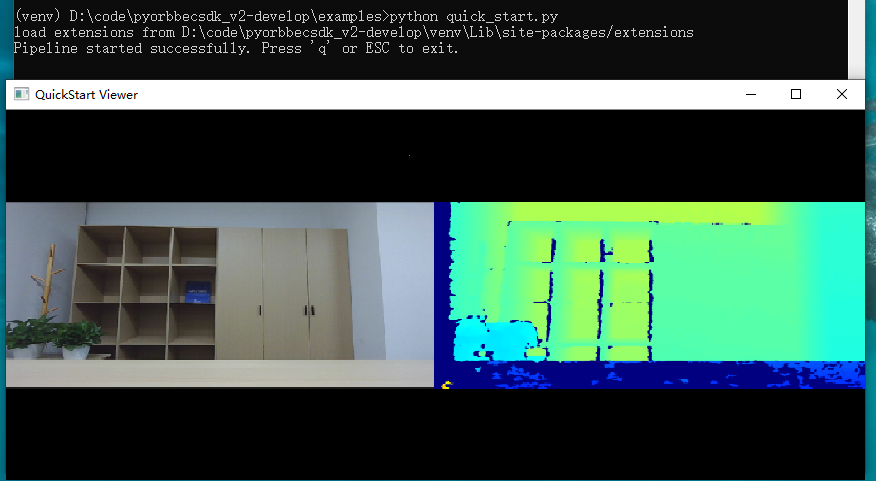 (venv) D:\code\pyorbbecsdk_v2-develop\examples>python quick_start.py
load extensions from D:\code\pyorbbecsdk_v2-develop\venv\Lib\site-packages/extensions
Pipeline started successfully. Press 'q' or ESC to exit.
QuickStart Viewer